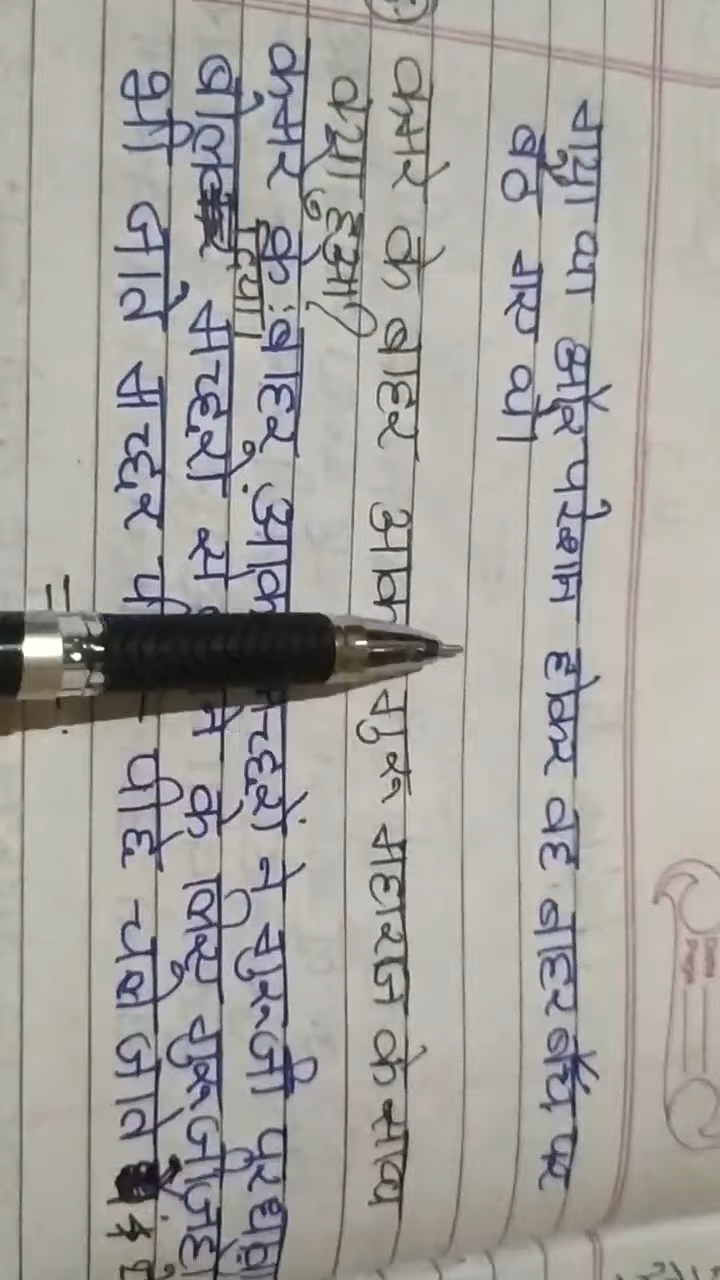 गया था और परेशान होकर वह बाहर बैंच पर
बैठ गए थे।
कमरे के बाहर आकर गुरू महाराज के साथ
क्या हुआ?
कमरे के बाहर मच्छरों ने गुरूजी पर धावा
बोल दिया। मच्छरों के लिए गुरूजी जहाँ
भी जाते मच्छर पीछे चले जाते